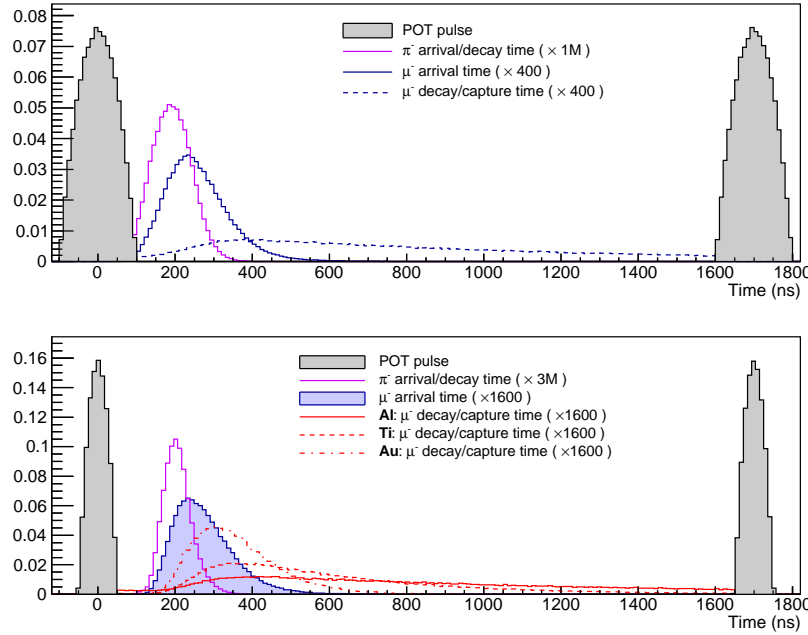 0.08
POT pulse
0.07
π⁻ arrival/decay time ( × 1M )
0.06
μ⁻ arrival time ( × 400 )
0.05
μ⁻ decay/capture time ( × 400 )
0.04
0.03
0.02
0.01
0
0 200 400 600 800 1000 1200 1400 1600 1800
Time (ns)
0.16
POT pulse
0.14
π⁻ arrival/decay time ( × 3M )
μ⁻ arrival time ( ×1600 )
0.12
Al: μ⁻ decay/capture time ( ×1600 )
0.1
Ti: μ⁻ decay/capture time ( ×1600 )
Au: μ⁻ decay/capture time ( ×1600 )
0.08
0.06
0.04
0.02
0
0 200 400 600 800 1000 1200 1400 1600 1800
Time (ns)